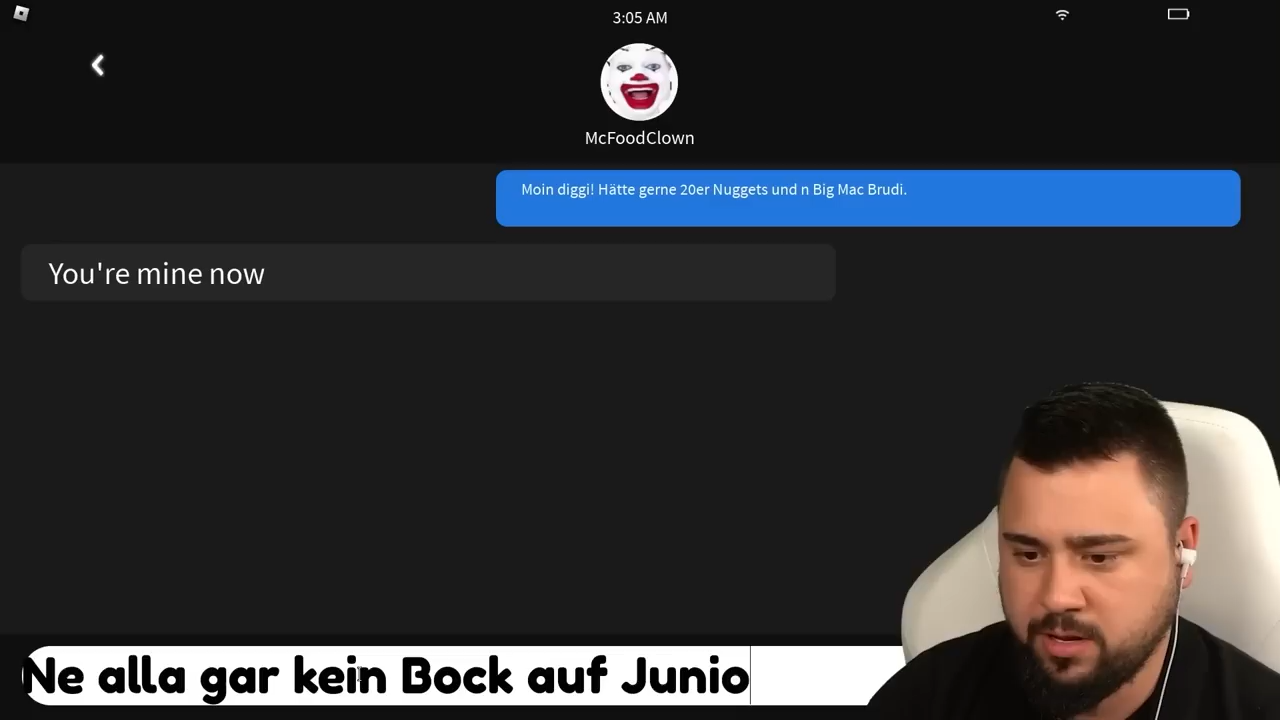 3:05 AM
McFoodClown
Moin diggi! Hätte gerne 20er Nuggets und n Big Mac Brudi.
You're mine now
Ne alla gar kein Bock auf Junio